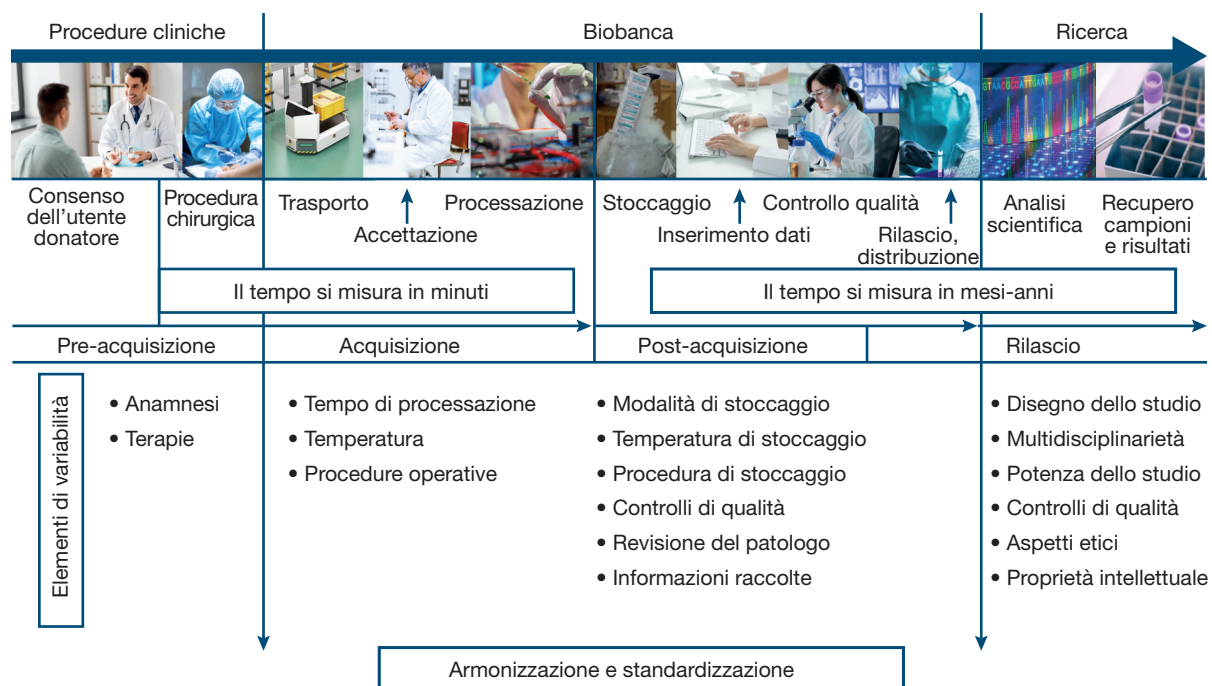 Procedure cliniche
Biobanca
Ricerca
GTAACGCCATTGAA
Consenso
dell’utente
donatore
Procedura
chirurgica
Trasporto
Accettazione
Processazione
Stoccaggio
Inserimento dati
Controllo qualità
Rilascio,
distribuzione
Analisi
scientifica
Recupero
campioni
e risultati
Il tempo si misura in minuti
Il tempo si misura in mesi-anni
Pre-acquisizione
Acquisizione
Post-acquisizione
Rilascio
Elementi di variabilità
• Anamnesi
• Terapie
• Tempo di processazione
• Temperatura
• Procedure operative
• Modalità di stoccaggio
• Temperatura di stoccaggio
• Procedura di stoccaggio
• Controlli di qualità
• Revisione del patologo
• Informazioni raccolte
• Disegno dello studio
• Multidisciplinarietà
• Potenza dello studio
• Controlli di qualità
• Aspetti etici
• Proprietà intellettuale
Armonizzazione e standardizzazione